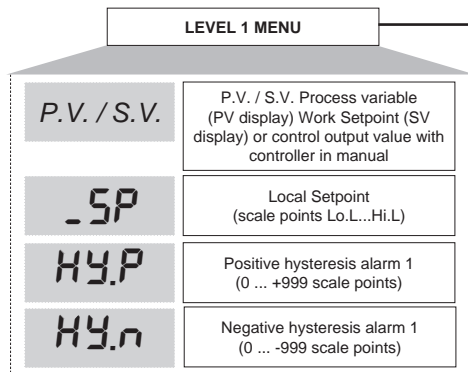 LEVEL 1 MENU
P.V. / S.V.
P.V. / S.V. Process variable
(PV display) Work Setpoint (SV
display) or control output value with
controller in manual
_SP
Local Setpoint
(scale points Lo.L...Hi.L)
HY.P
Positive hysteresis alarm 1
(0 ... +999 scale points)
HY.n
Negative hysteresis alarm 1
(0 ... -999 scale points)